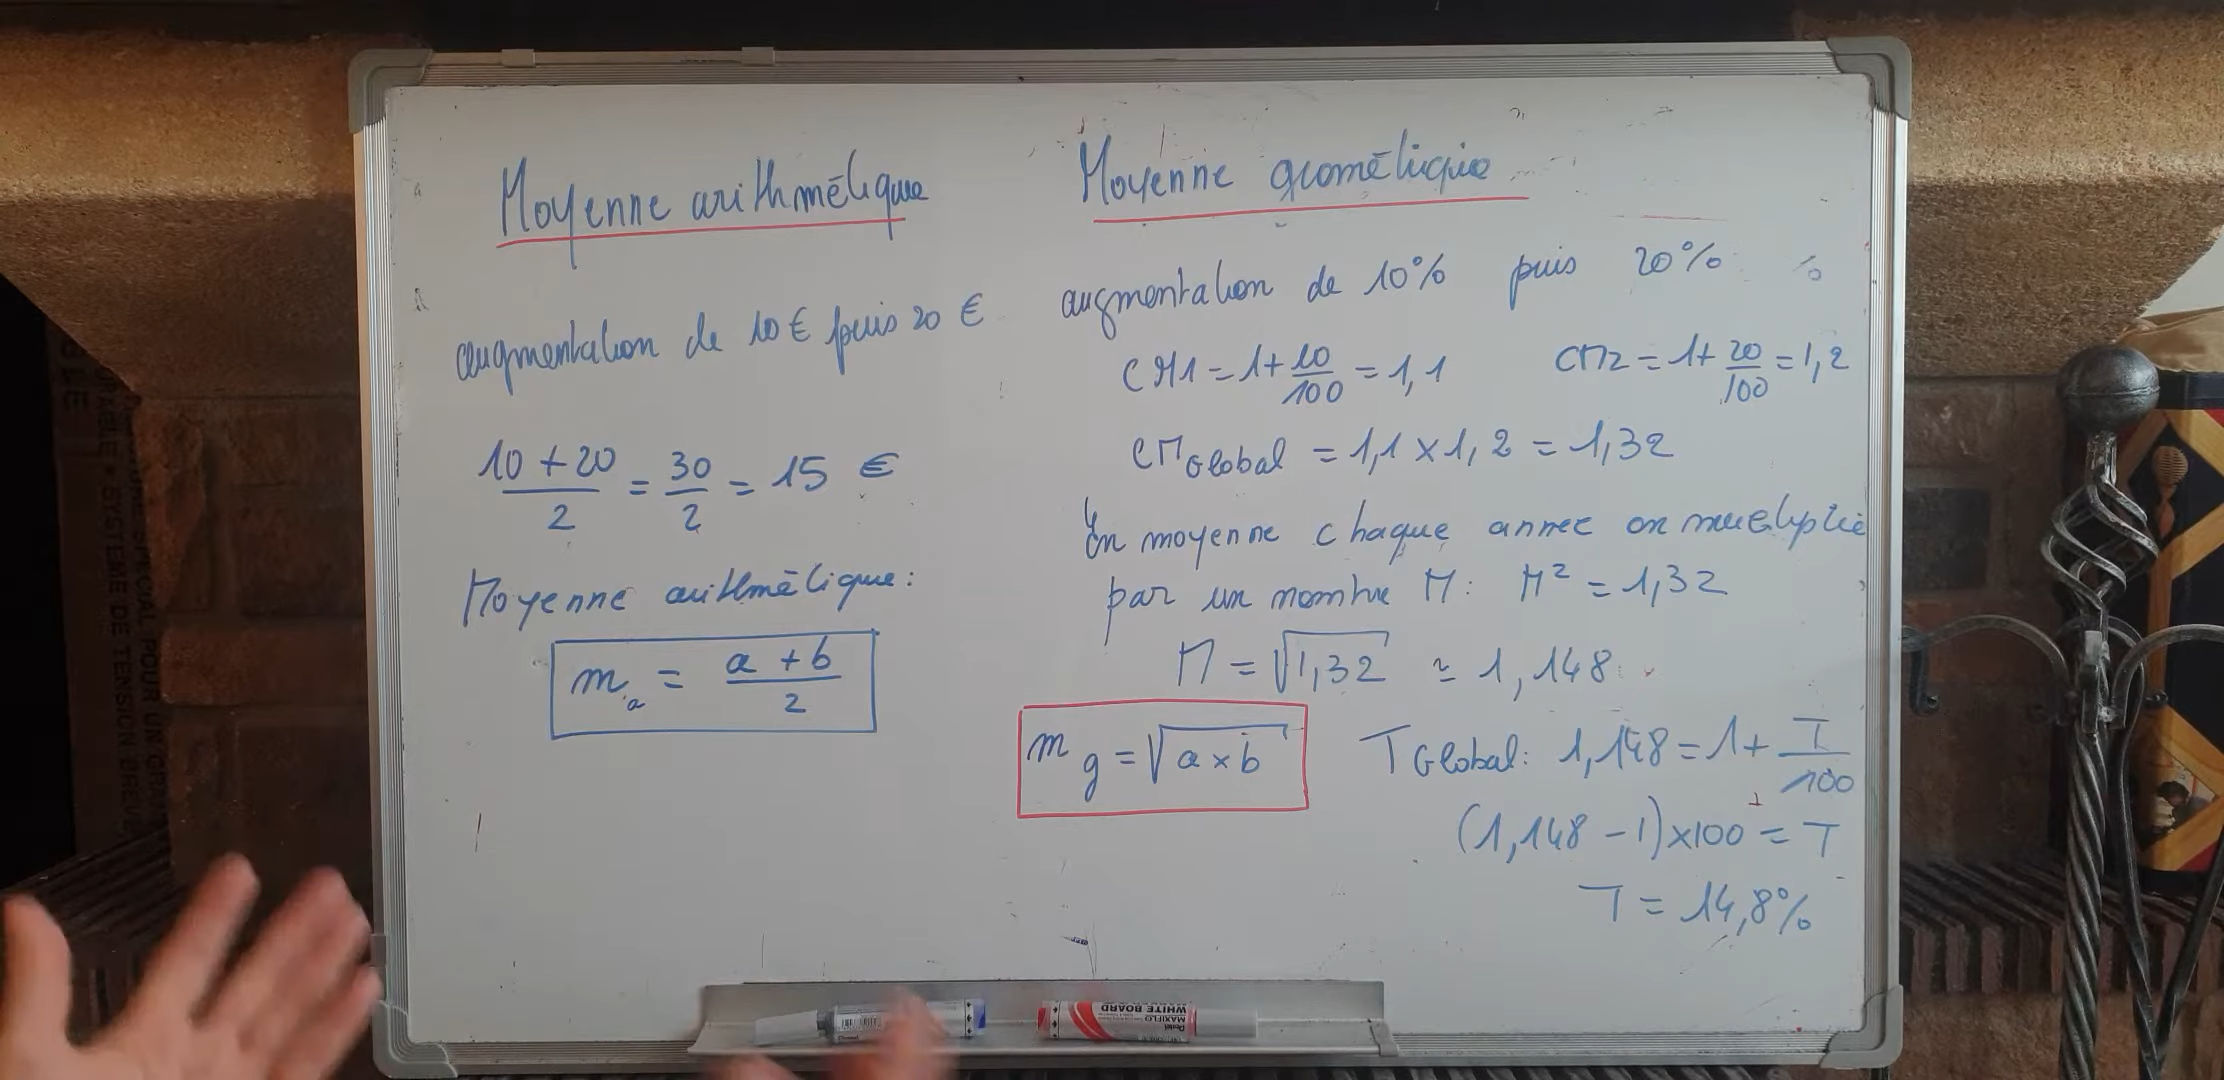 Moyenne arithmétique
augmentation de 10 € puis 20 €
10 + 20 / 2 = 30 / 2 = 15 €
Moyenne arithmétique :
m a = a + b / 2
Moyenne géométrique
augmentation de 10% puis 20%
CM1 = 1 + 10 / 100 = 1,1
CM2 = 1 + 20 / 100 = 1,2
CM Global = 1,1 × 1,2 = 1,32
En moyenne chaque année on multiplie
par un nombre M : M² = 1,32
M = √1,32 ≃ 1,148
m g = √a × b
T Global : 1,148 = 1 + T / 100
(1,148 - 1) × 100 = T
T = 14,8%
Pentel
MAXIFLO
WHITE BOARD